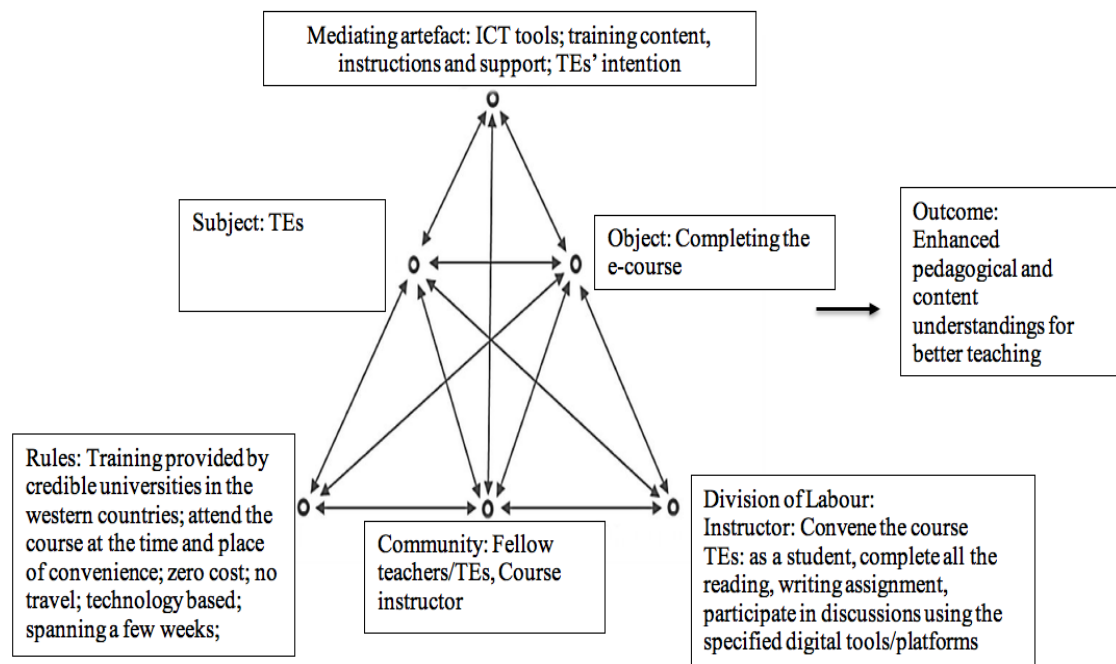 Mediating artefact: ICT tools; training content,
instructions and support; TEs' intention
Subject: TEs
Object: Completing the
e-course
Outcome:
Enhanced
pedagogical and
content
understandings for
better teaching
Rules: Training provided by
credible universities in the
western countries; attend the
course at the time and place
of convenience; zero cost; no
travel; technology based;
spanning a few weeks;
Community: Fellow
teachers/TEs, Course
instructor
Division of Labour:
Instructor: Convene the course
TEs: as a student, complete all the
reading, writing assignment,
participate in discussions using the
specified digital tools/platforms